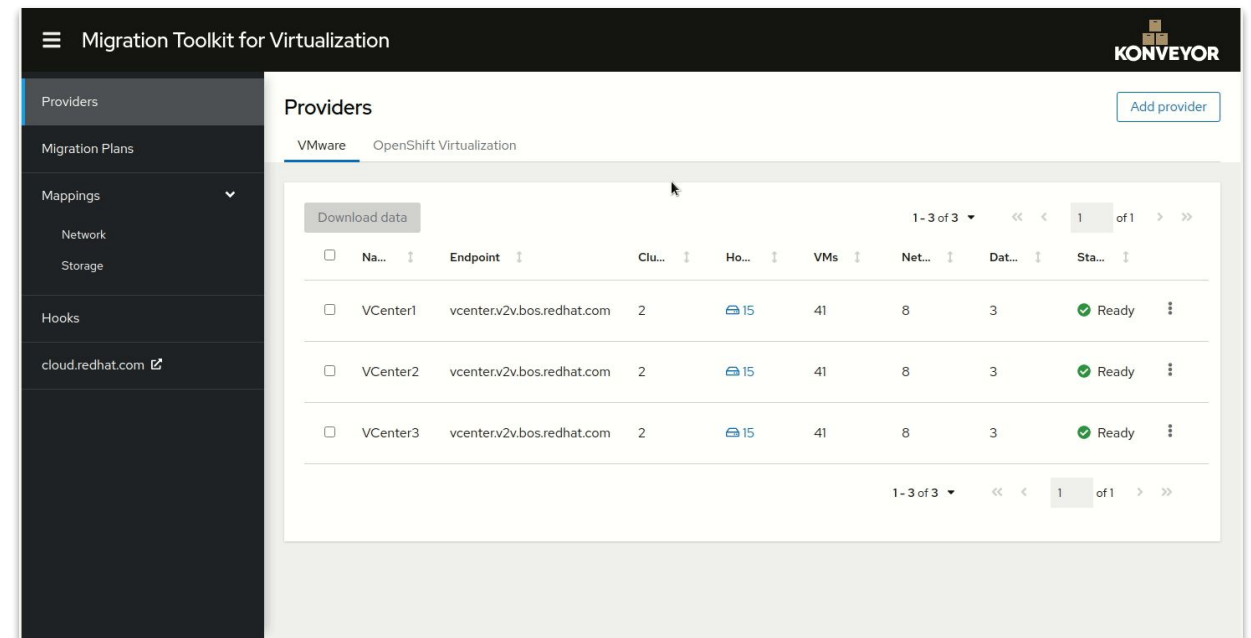 Migration Toolkit for Virtualization
KONVEYOR
Providers
Migration Plans
Mappings
Network
Storage
Hooks
cloud.redhat.com
Providers
Add provider
VMware OpenShift Virtualization
Download data
1 - 3 of 3
1 of 1
Na... Endpoint Clu... Ho... VMs Net... Dat... Sta...
VCenter1 vcenter.v2v.bos.redhat.com 2 15 41 8 3 Ready
VCenter2 vcenter.v2v.bos.redhat.com 2 15 41 8 3 Ready
VCenter3 vcenter.v2v.bos.redhat.com 2 15 41 8 3 Ready
1 - 3 of 3
1 of 1